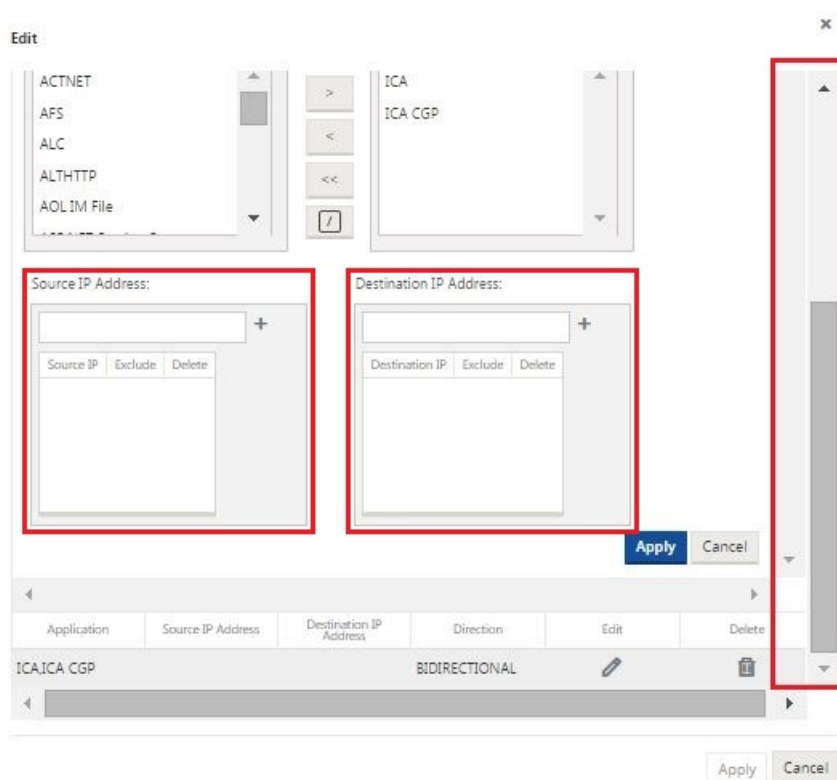 Edit
×
ACTNET
AFS
ALC
ALTHTTP
AOL IM File
>
<
<<
/
ICA
ICA CGP
Source IP Address:
Destination IP Address:
+
+
Source IP Exclude Delete
Destination IP Exclude Delete
Apply Cancel
Application Source IP Address Destination IP Address Direction Edit Delete
ICA,ICA CGP BIDIRECTIONAL
Apply Cancel